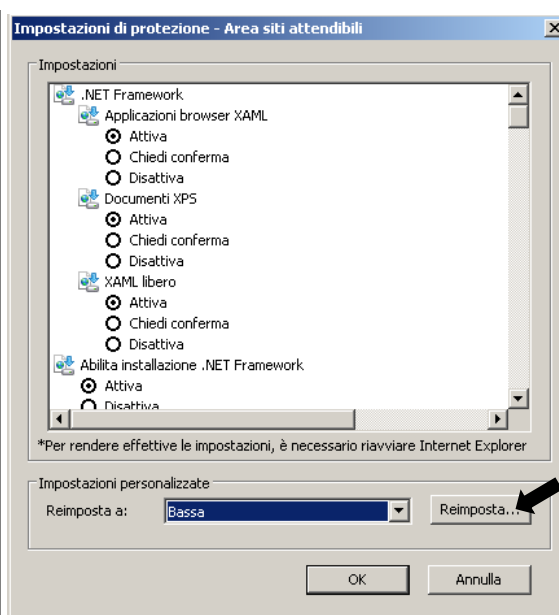 Impostazioni di protezione - Area siti attendibili
Impostazioni
.NET Framework
Applicazioni browser XAML
Attiva
Chiedi conferma
Disattiva
Documenti XPS
Attiva
Chiedi conferma
Disattiva
XAML libero
Attiva
Chiedi conferma
Disattiva
Abilita installazione .NET Framework
Attiva
Disattiva
*Per rendere effettive le impostazioni, è necessario riavviare Internet Explorer
Impostazioni personalizzate
Reimposta a: Bassa Reimposta...
OK Annulla